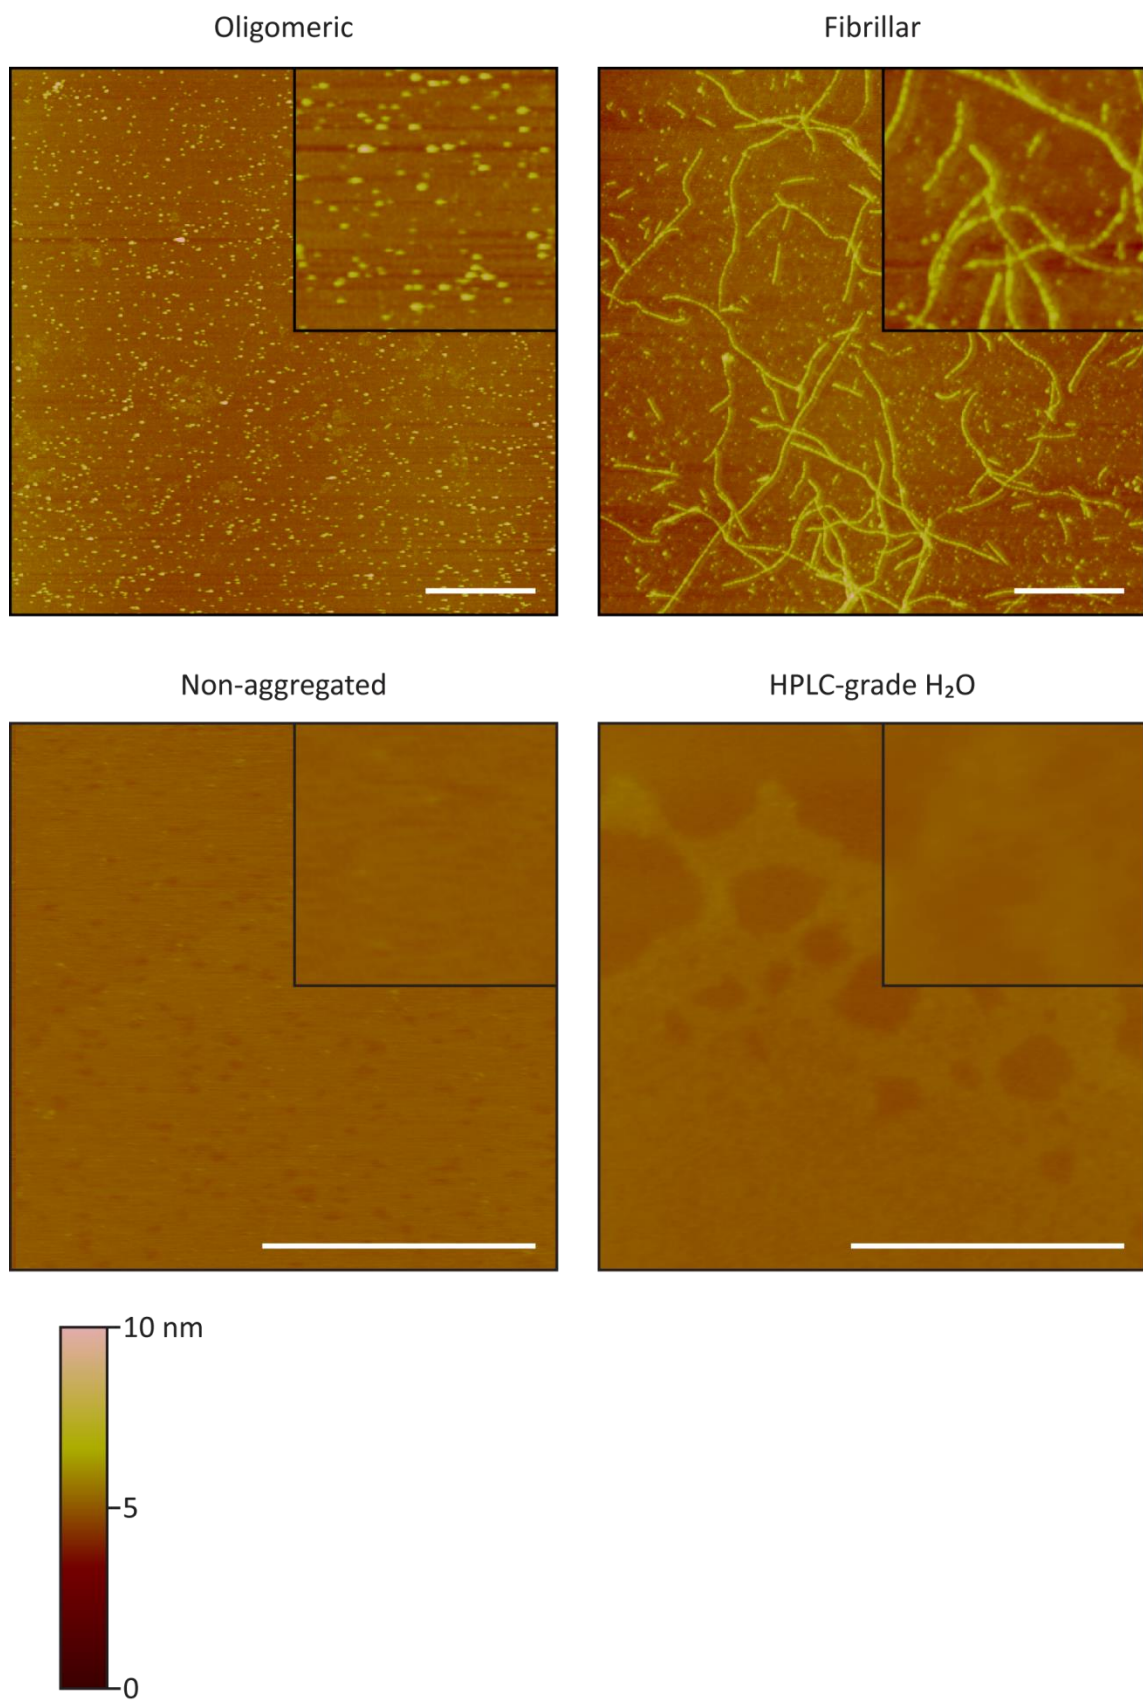 Oligomeric
Fibrillar
Non-aggregated
HPLC-grade H₂O
10 nm
5
0